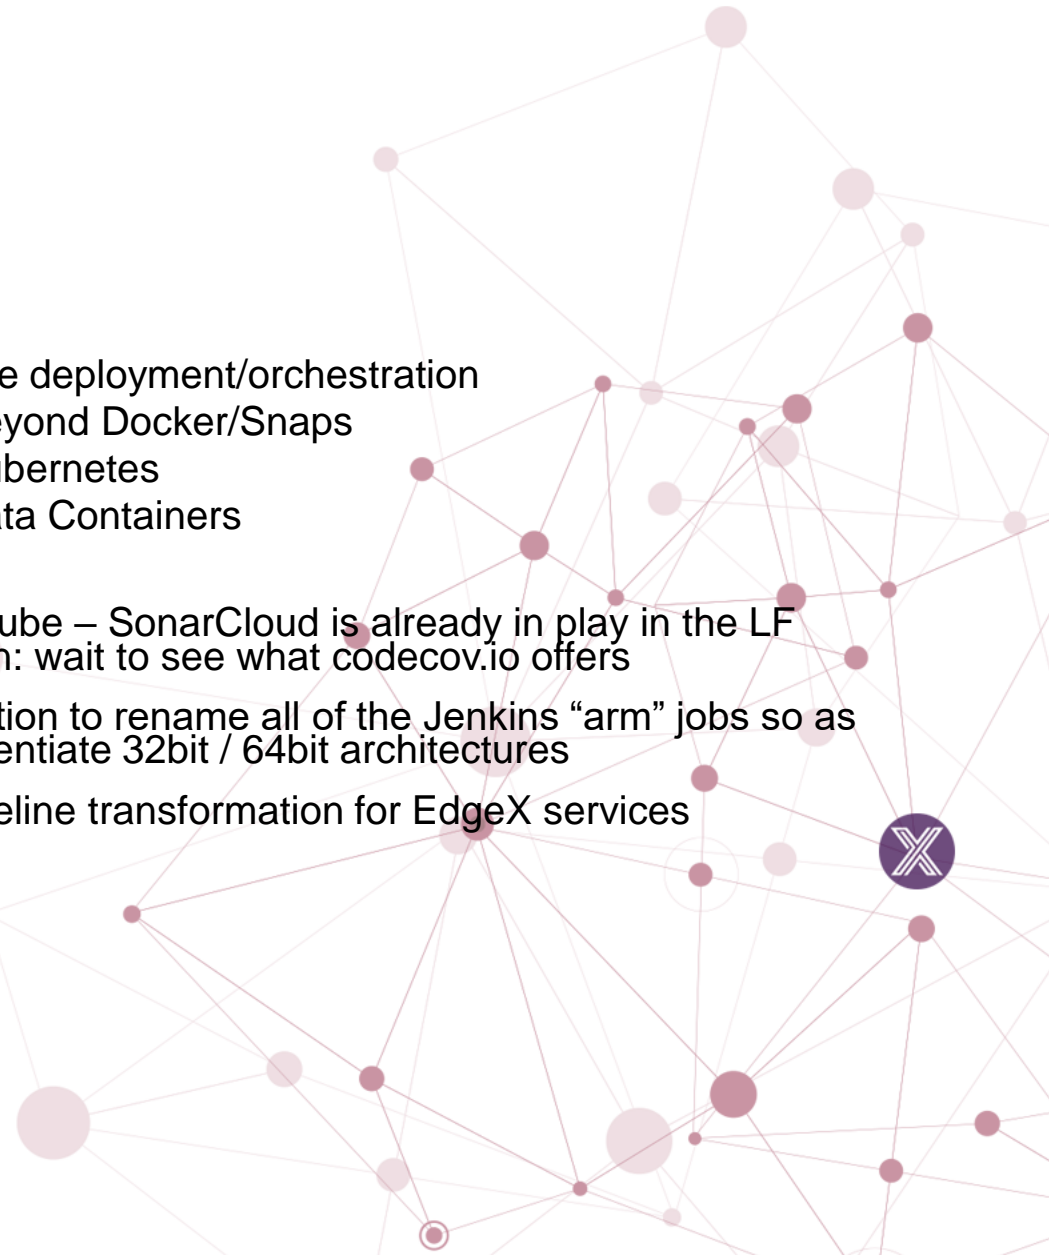 e deployment/orchestration
eyond Docker/Snaps
ubernetes
ata Containers
ube – SonarCloud is already in play in the LF
n: wait to see what codecov.io offers
tion to rename all of the Jenkins “arm” jobs so as
entiate 32bit / 64bit architectures
eline transformation for EdgeX services